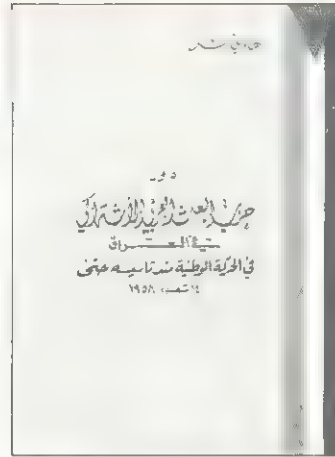 دور
حزب البعث العربي الاشتراكي
في العراق
في الحركة الوطنية منذ تأسيسه حتى
١٤ تموز ١٩٥٨